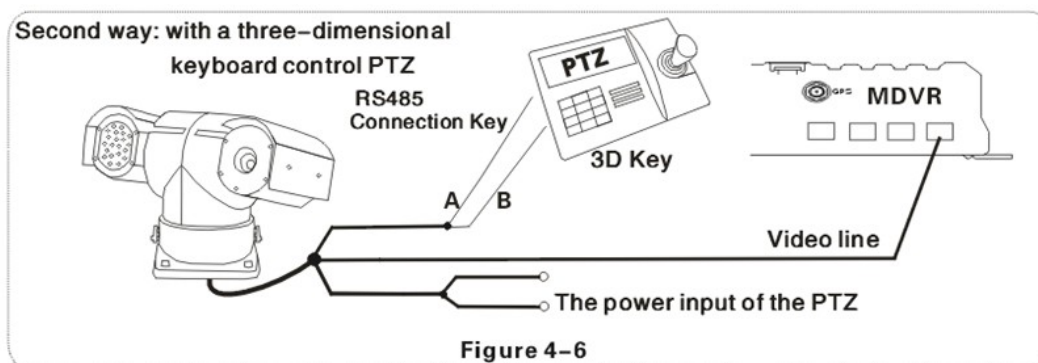 Second way: with a three-dimensional
keyboard control PTZ
RS485
Connection Key
PTZ
3D Key
GPS
MDVR
A
B
Video line
The power input of the PTZ
Figure 4-6